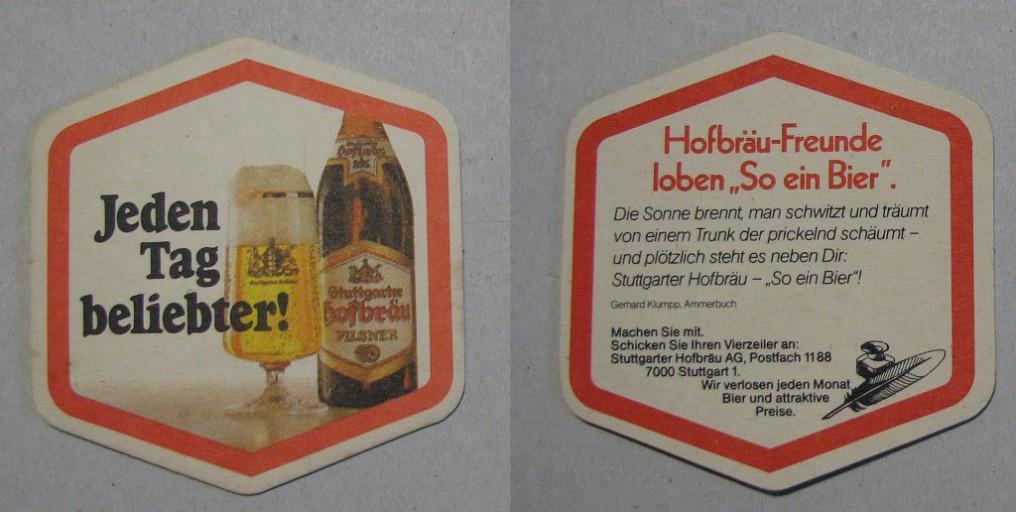 Jeden
Tag
beliebter!
Stuttgarter
Hofbräu
PILSNER
Hofbräu-Freunde
loben „So ein Bier".
Die Sonne brennt, man schwitzt und träumt
von einem Trunk der prickelnd schäumt –
und plötzlich steht es neben Dir:
Stuttgarter Hofbräu – „So ein Bier"!
Gerhard Klumpp, Ammerbuch
Machen Sie mit.
Schicken Sie Ihren Vierzeiler an:
Stuttgarter Hofbräu AG, Postfach 1188
7000 Stuttgart 1.
Wir verlosen jeden Monat
Bier und attraktive
Preise.